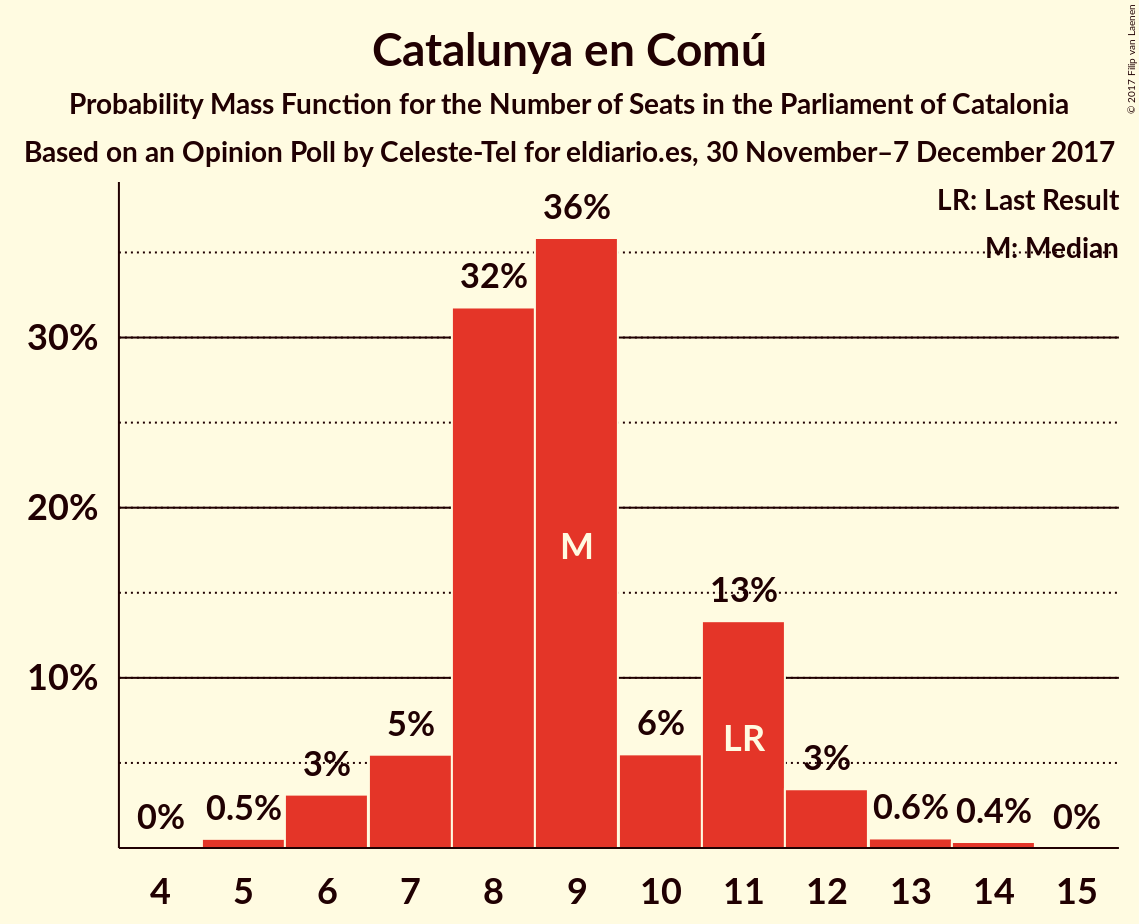 Catalunya en Comú
Probability Mass Function for the Number of Seats in the Parliament of Catalonia
Based on an Opinion Poll by Celeste-Tel for eldiario.es, 30 November–7 December 2017
© 2017 Filip van Laenen
LR: Last Result
M: Median
36%
32%
30%
M
20%
13%
10%
LR
5%
6%
3%
3%
0%
0.5%
0.6%
0.4%
0%
4 5 6 7 8 9 10 11 12 13 14 15